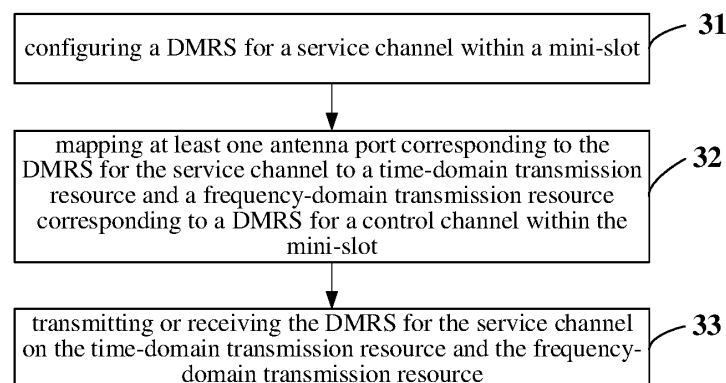 configuring a DMRS for a service channel within a mini-slot
31
mapping at least one antenna port corresponding to the
DMRS for the service channel to a time-domain transmission
resource and a frequency-domain transmission resource
corresponding to a DMRS for a control channel within the
mini-slot
32
transmitting or receiving the DMRS for the service channel
on the time-domain transmission resource and the frequency-
domain transmission resource
33